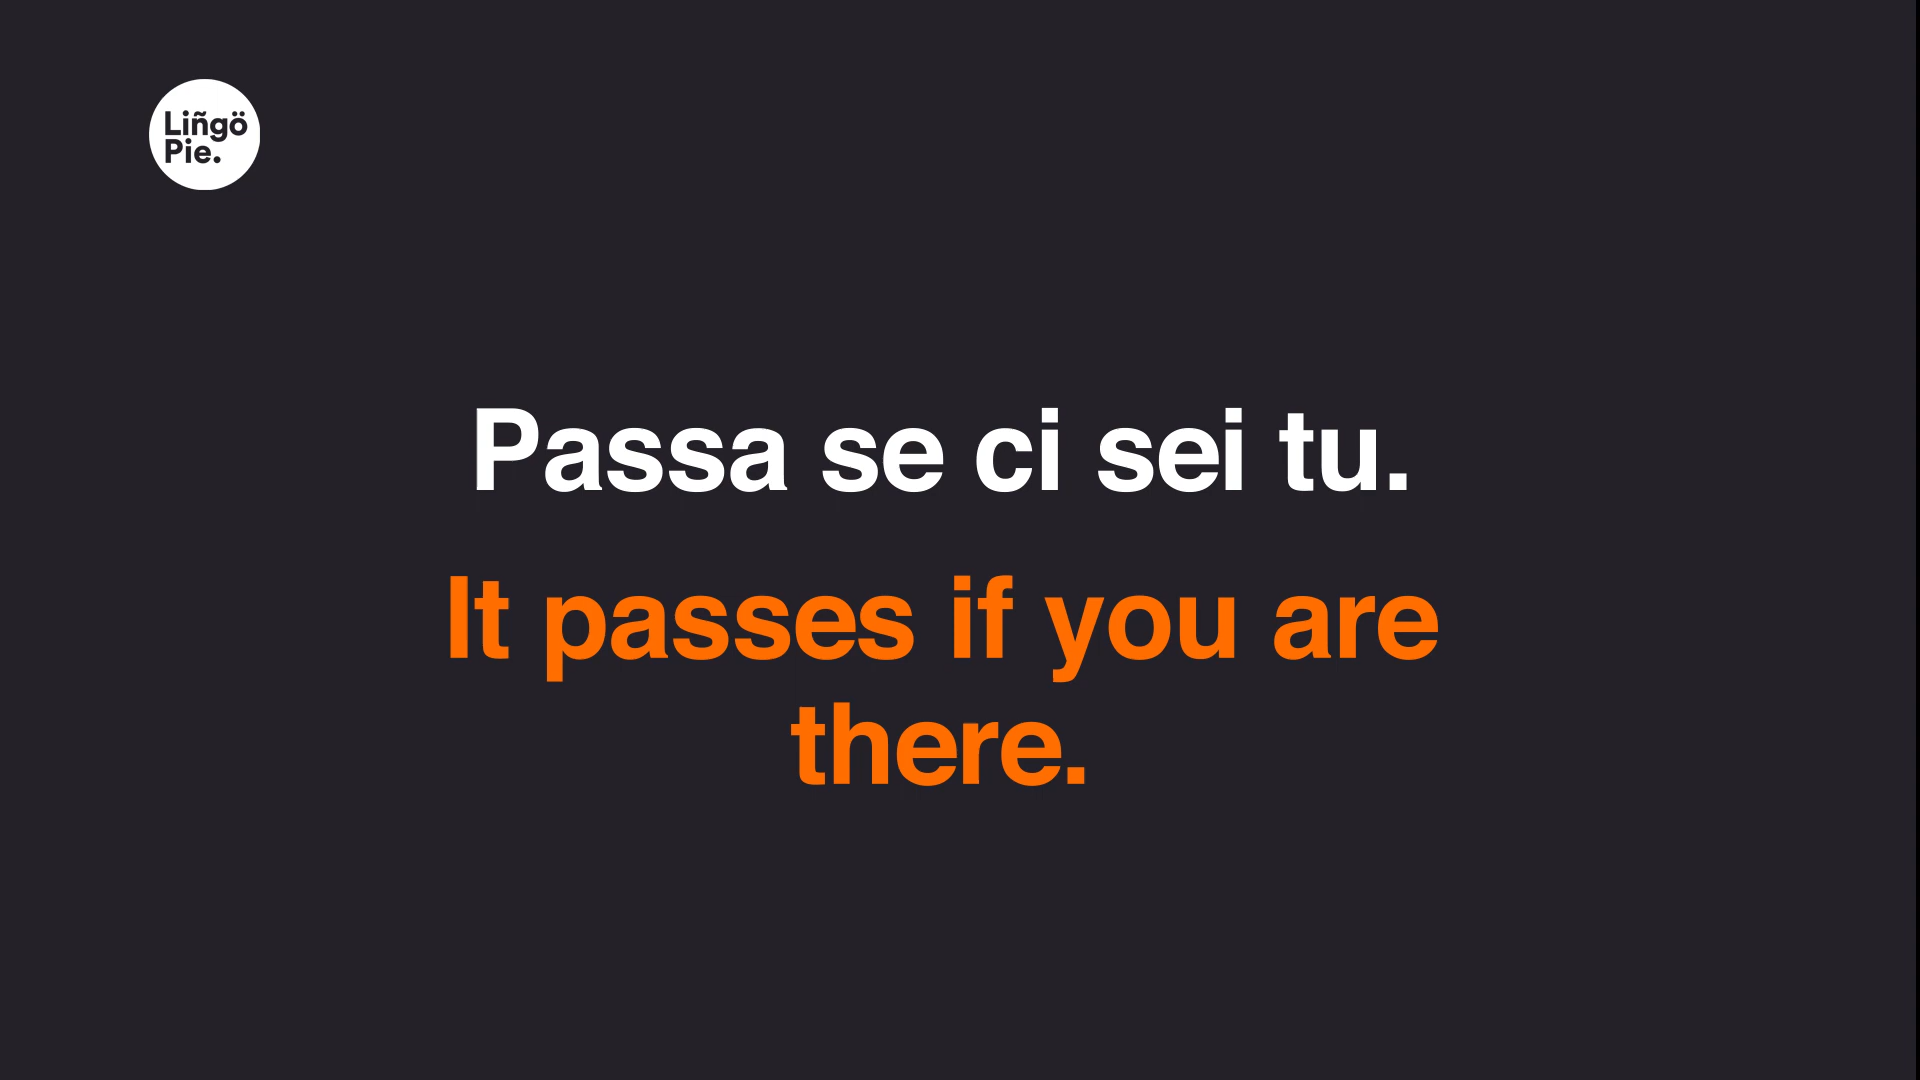 Liñgö
Pie.
Passa se ci sei tu.
It passes if you are
there.